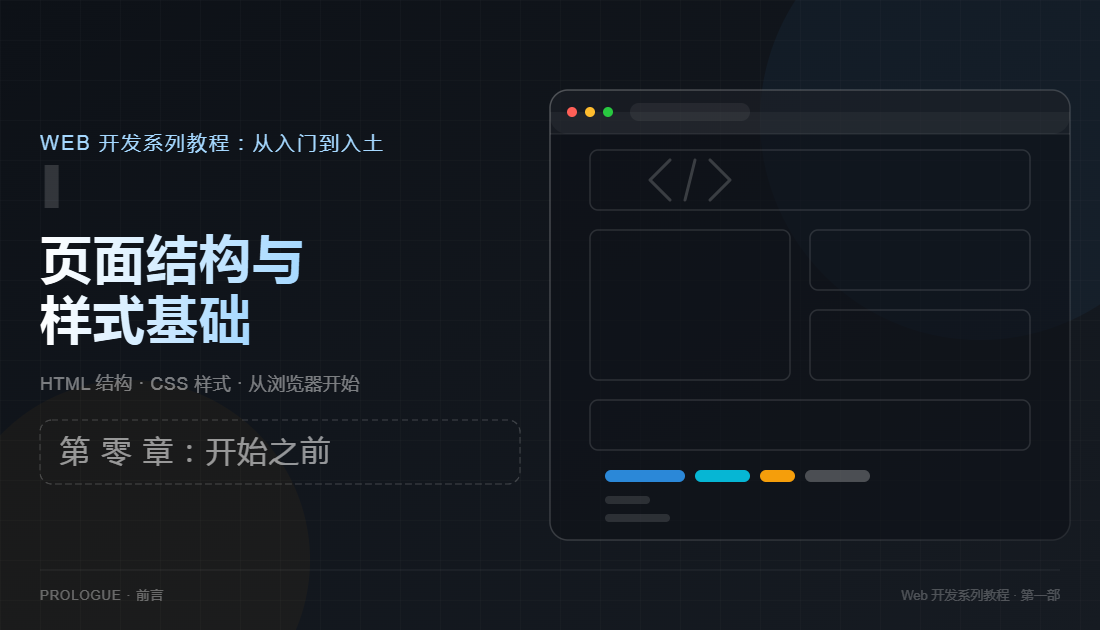 WEB 开发系列教程：从入门到入土
页面结构与
样式基础
HTML 结构 · CSS 样式 · 从浏览器开始
第 零 章：开始之前
</>
PROLOGUE · 前言
Web 开发系列教程 · 第一部